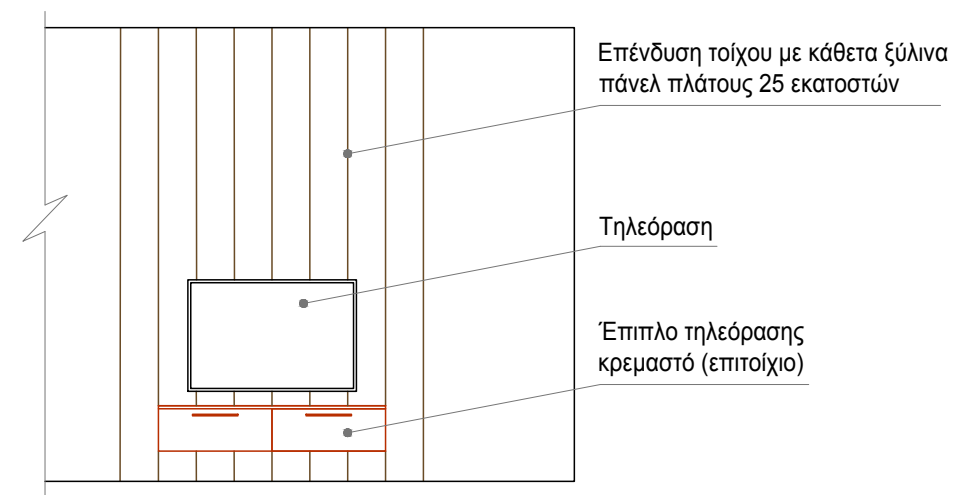 Επένδυση τοίχου με κάθετα ξύλινα
πάνελ πλάτους 25 εκατοστών
Τηλεόραση
Έπιπλο τηλεόρασης
κρεμαστό (επιτοίχιο)